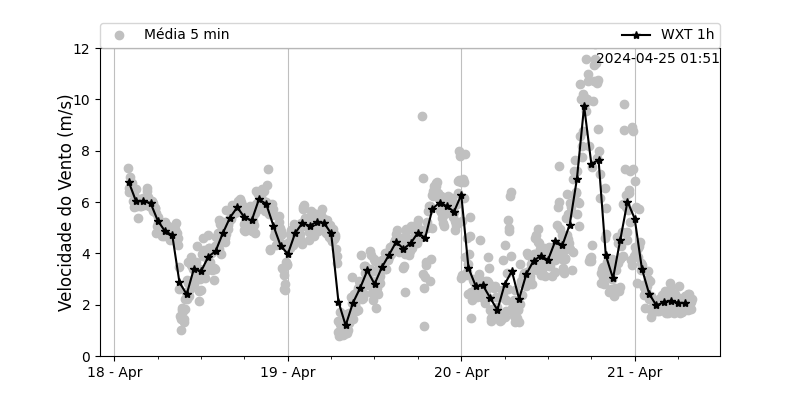 Média 5 min
WXT 1h
2024-04-25 01:51
Velocidade do Vento (m/s)
12
10
8
6
4
2
0
18 - Apr
19 - Apr
20 - Apr
21 - Apr